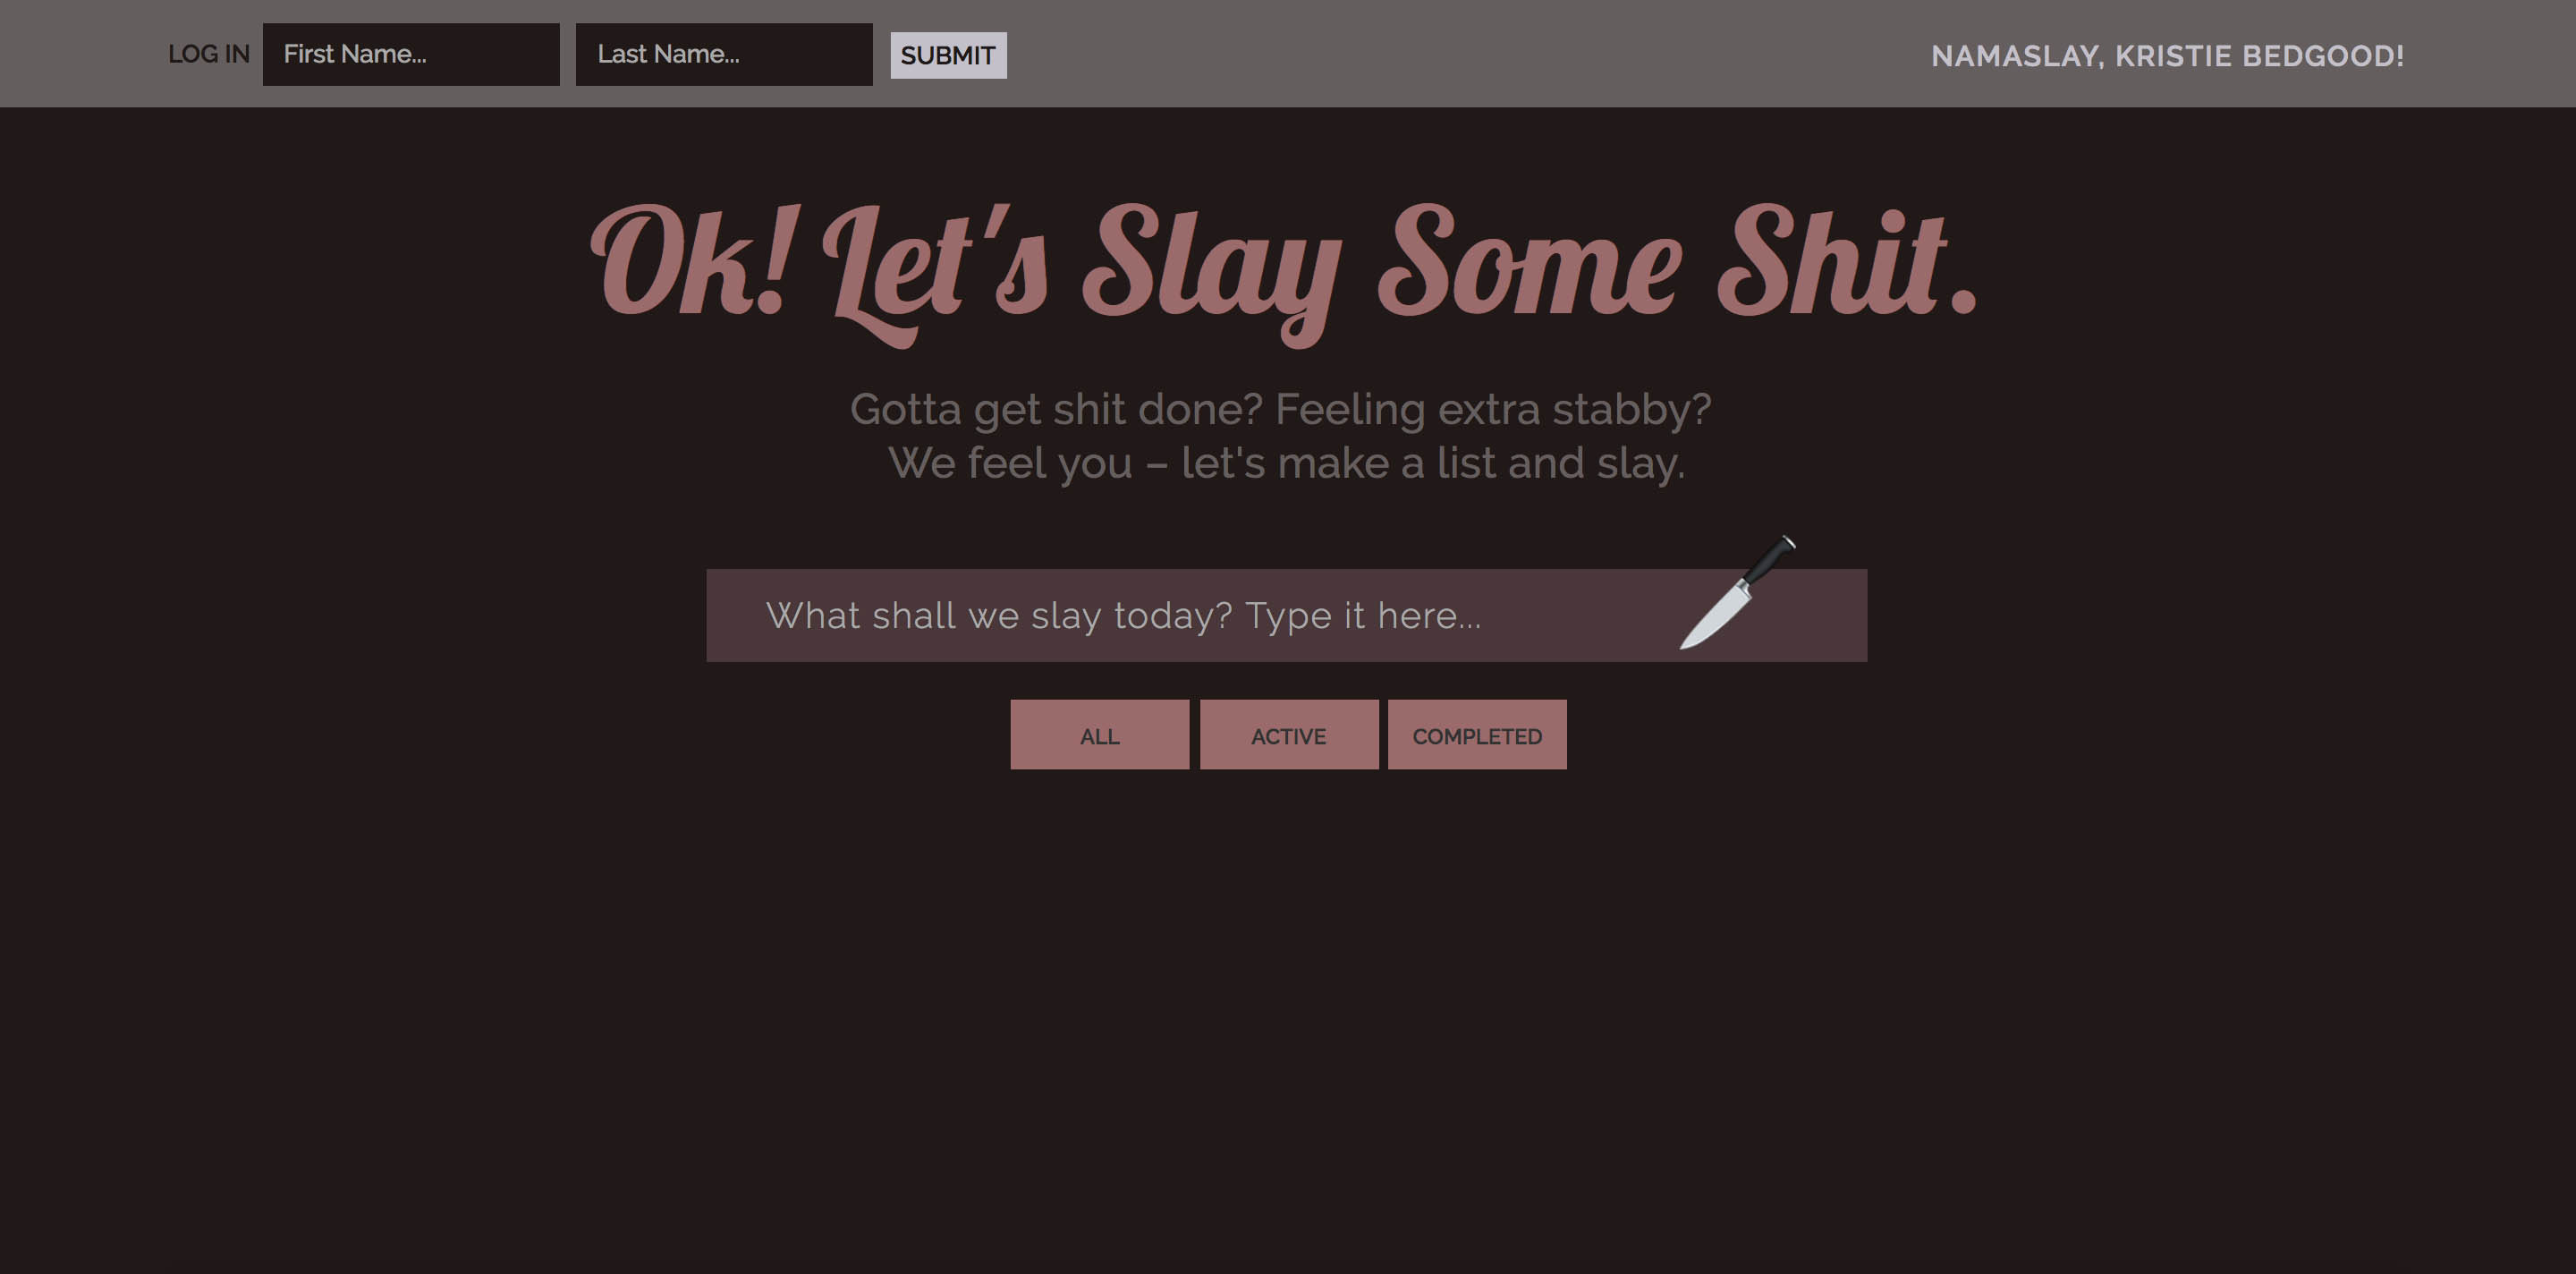 LOG IN First Name... Last Name... SUBMIT NAMASLAY, KRISTIE BEDGOOD!
Ok! Let's Slay Some Shit.
Gotta get shit done? Feeling extra stabby?
We feel you – let's make a list and slay.
What shall we slay today? Type it here...
ALL ACTIVE COMPLETED